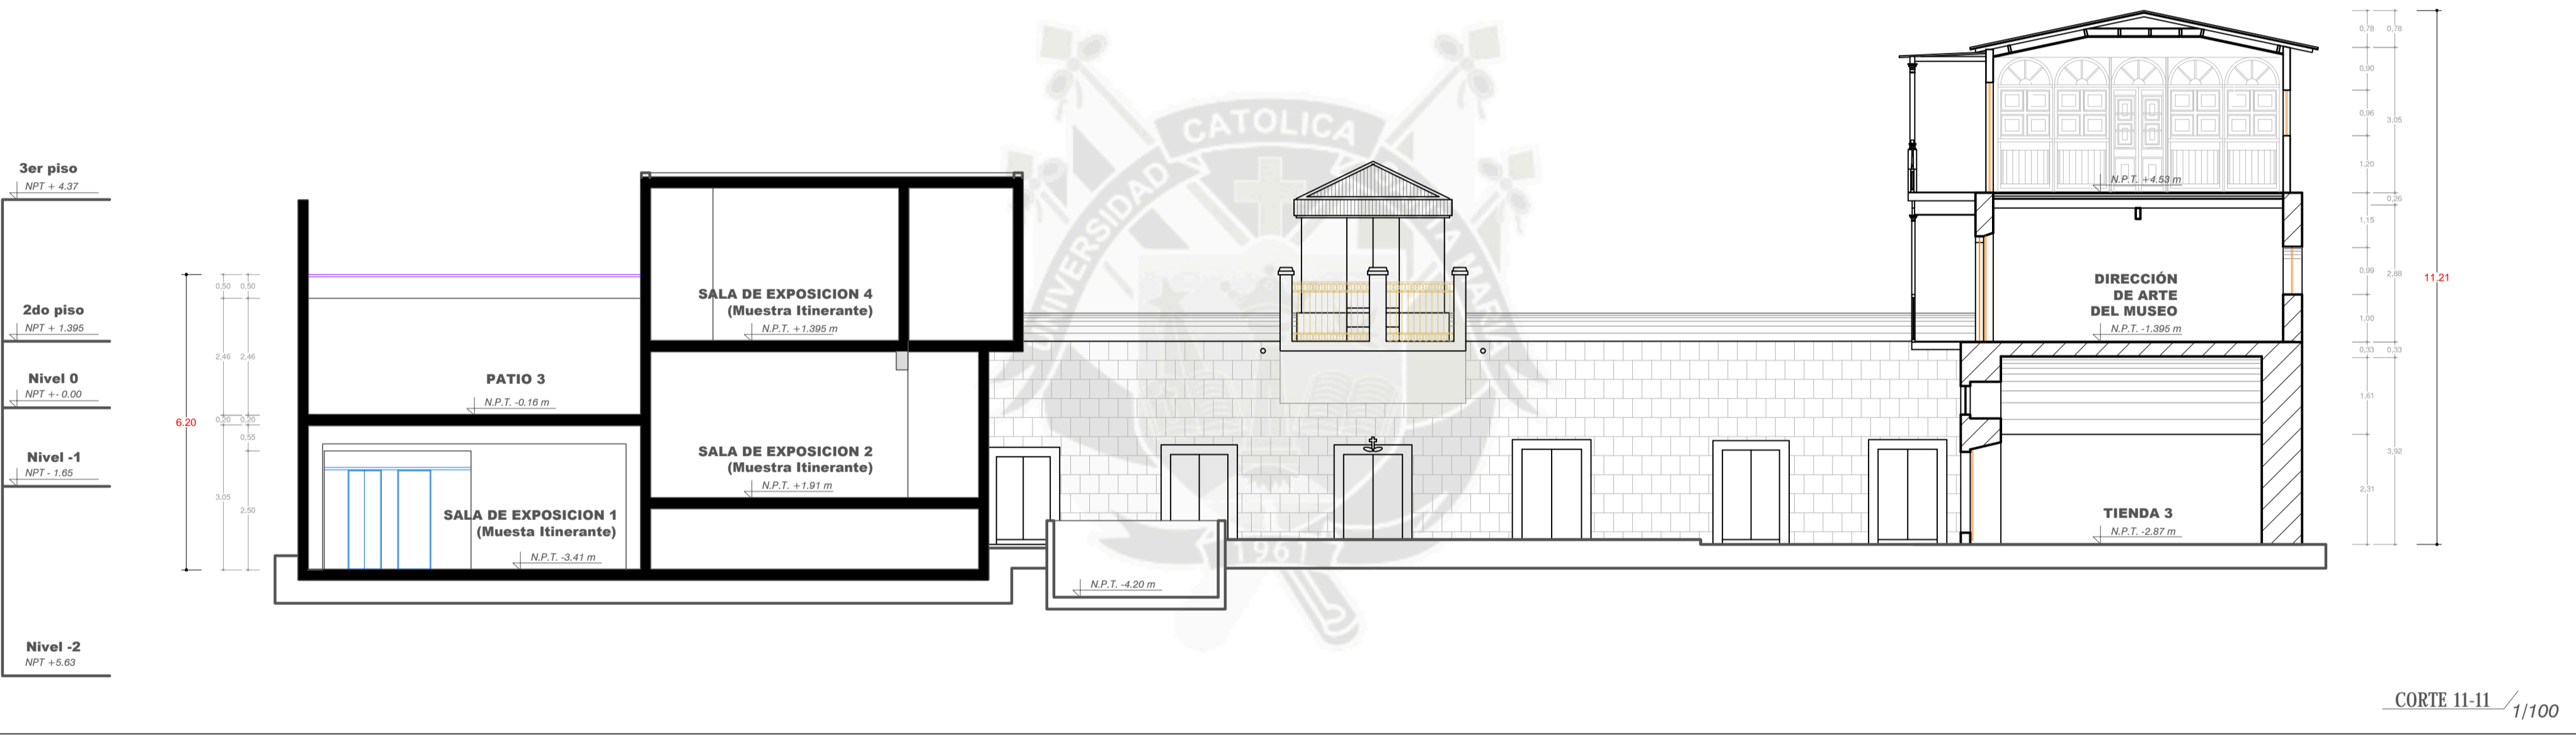 3er piso
NPT + 4.37
2do piso
NPT + 1.395
Nivel 0
NPT +- 0.00
Nivel -1
NPT - 1.65
Nivel -2
NPT +5.63
6.20
0,50 0,50
2,46 2,46
0,20 0,20
0,55
3,05
2,50
PATIO 3
N.P.T. -0.16 m
SALA DE EXPOSICION 1
(Muesta Itinerante)
N.P.T. -3.41 m
SALA DE EXPOSICION 4
(Muestra Itinerante)
N.P.T. +1.395 m
SALA DE EXPOSICION 2
(Muestra Itinerante)
N.P.T. +1.91 m
N.P.T. -4.20 m
UNIVERSIDAD CATOLICA
MARIA
1961
N.P.T. +4.53 m
DIRECCIÓN
DE ARTE
DEL MUSEO
N.P.T. -1.395 m
TIENDA 3
N.P.T. -2.87 m
0,78 0,78
0,90
0,96
3,05
1,20
0,26
1,15
0,99
2,88
1,00
0,33 0,33
1,61
3,92
2,31
11.21
CORTE 11-11
1/100